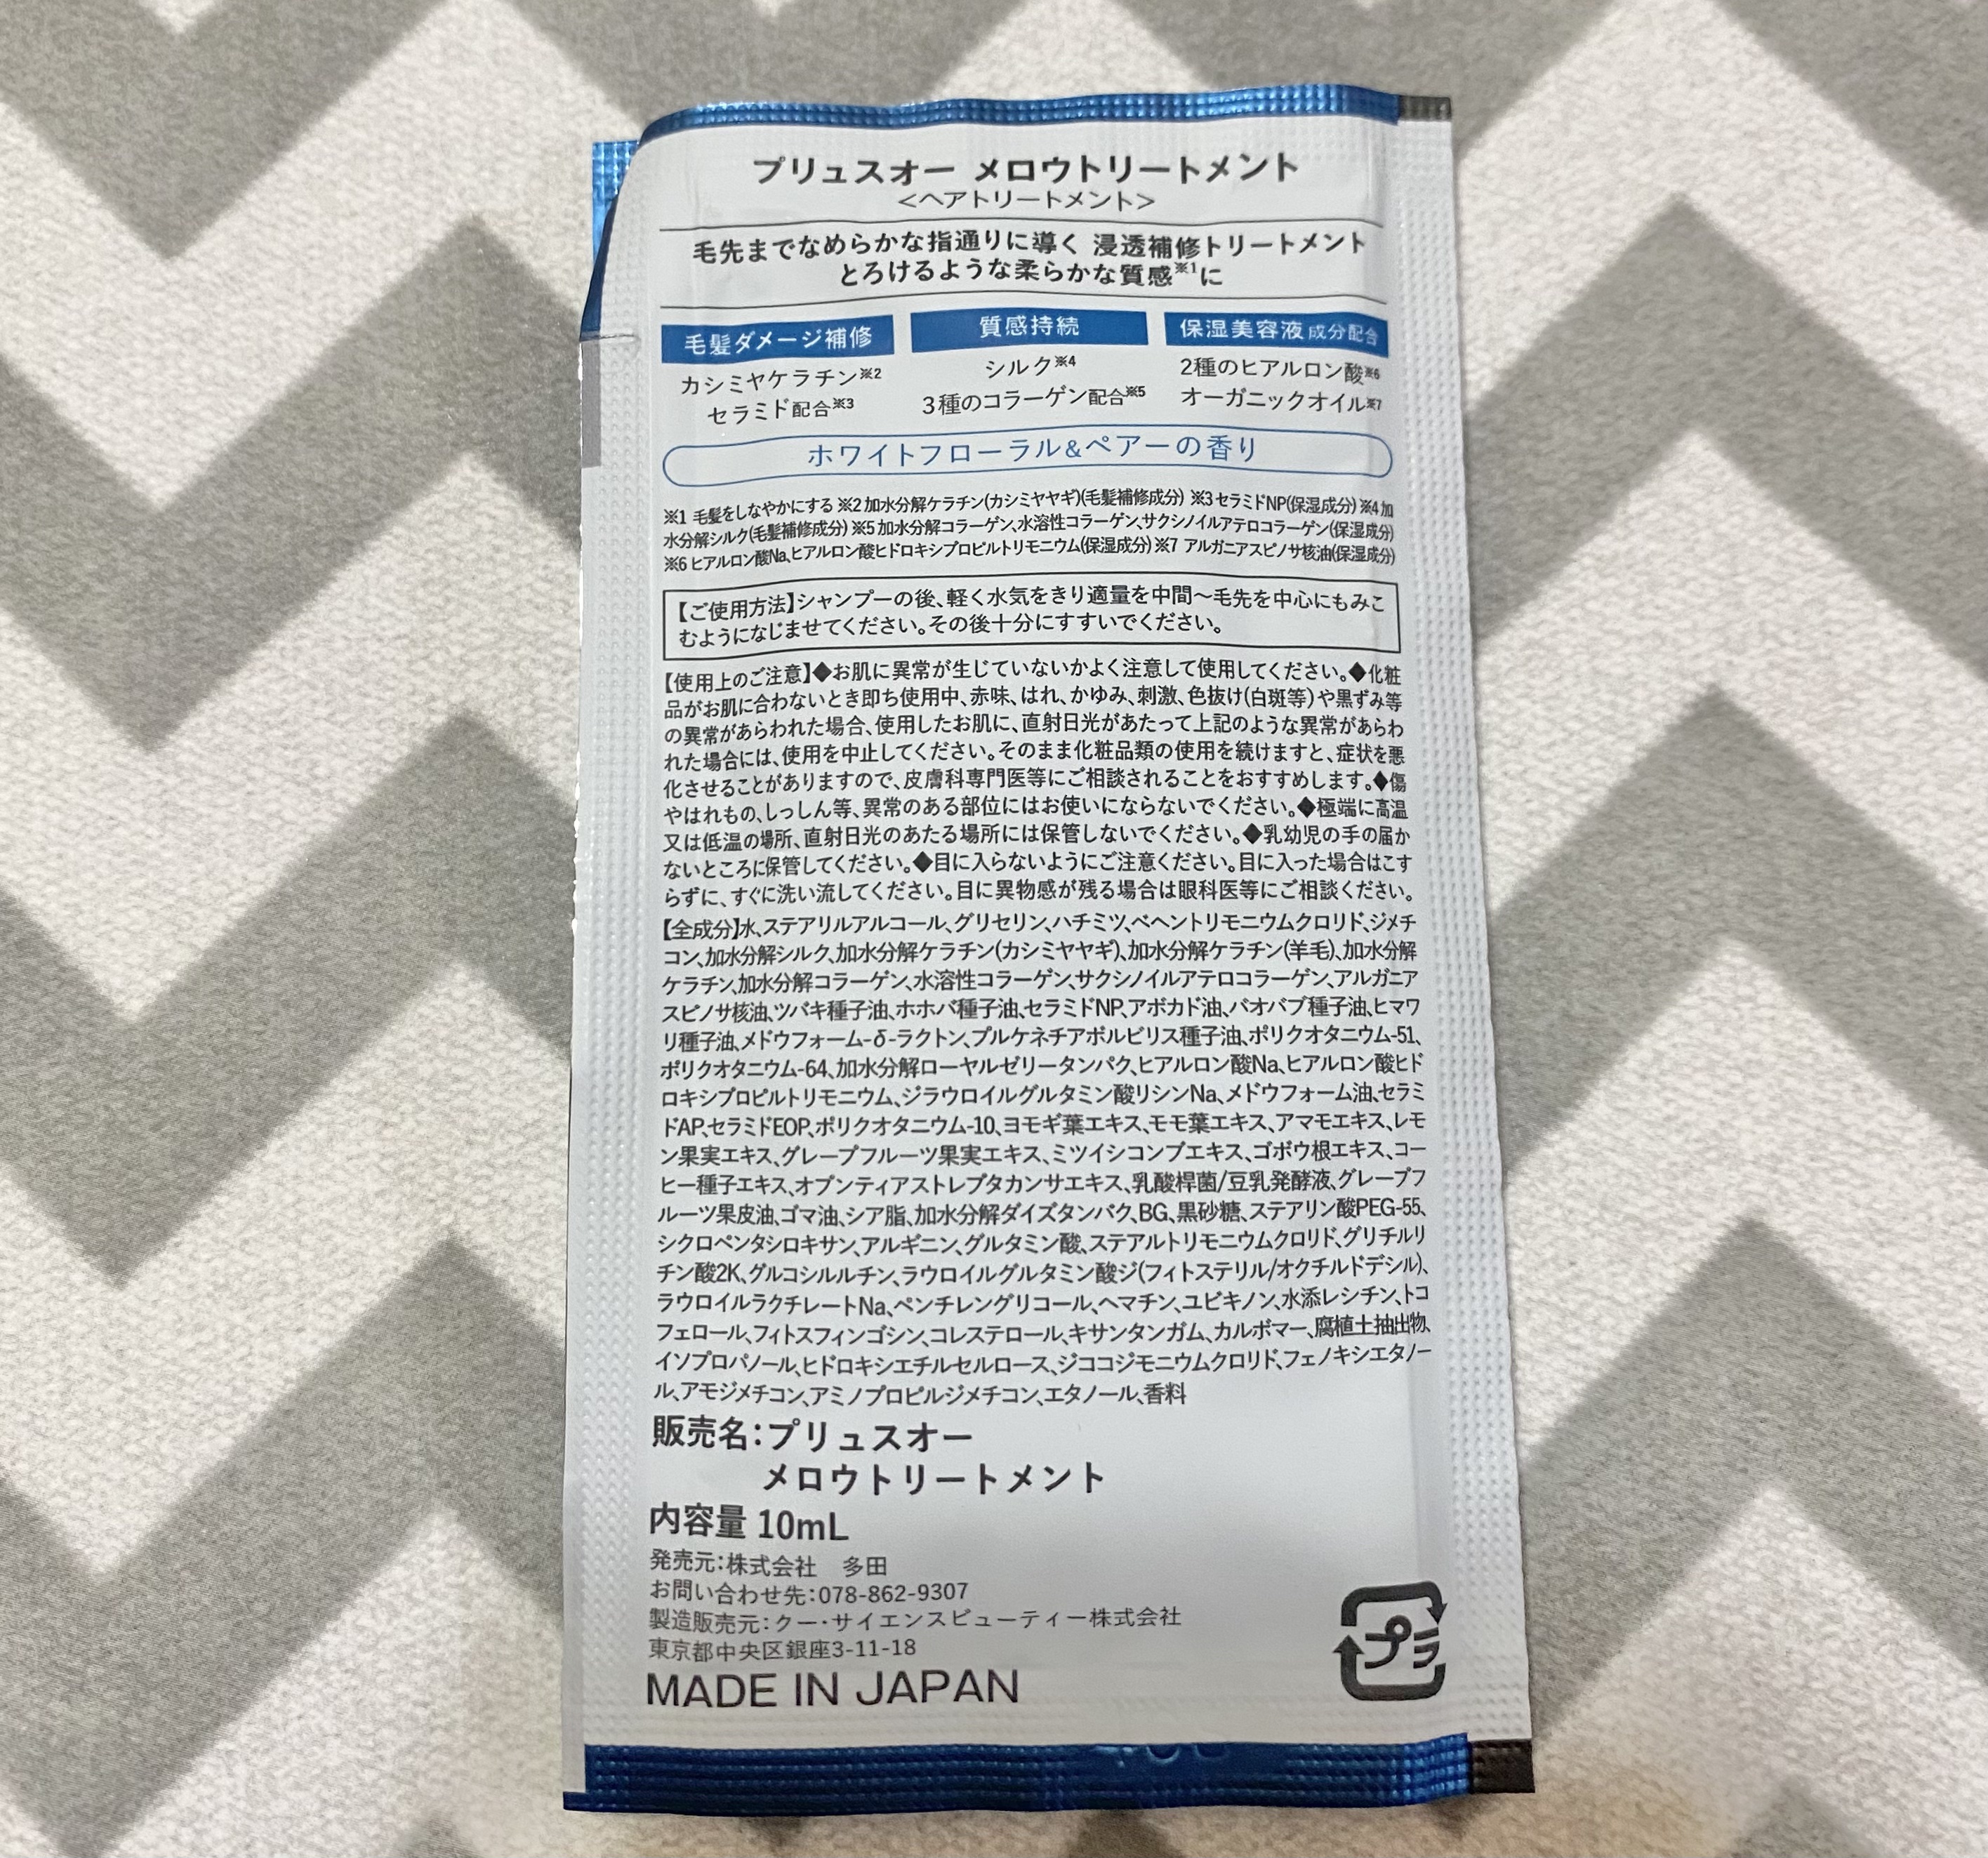 プリュスオー メロウトリートメント
<ヘアトリートメント>
毛先までなめらかな指通りに導く 浸透補修トリートメント
とろけるような柔らかな質感※1に
毛髪ダメージ補修
カシミヤケラチン※2
セラミド配合※3
質感持続
シルク※4
3種のコラーゲン配合※5
保湿美容液成分配合
2種のヒアルロン酸※6
オーガニックオイル※7
ホワイトフローラル&ペアーの香り
※1 毛髪をしなやかにする ※2 加水分解ケラチン(カシミヤヤギ)(毛髪補修成分) ※3 セラミドNP(保湿成分) ※4 加
水分解シルク(毛髪補修成分) ※5 加水分解コラーゲン、水溶性コラーゲン、サクシノイルアテロコラーゲン(保湿成分)
※6 ヒアルロン酸Na、ヒアルロン酸ヒドロキシプロピルトリモニウム(保湿成分) ※7 アルガニアスピノサ核油(保湿成分)
【ご使用方法】シャンプーの後、軽く水気をきり適量を中間～毛先を中心にもみこ
むようになじませてください。その後十分にすすいでください。
【使用上のご注意】◆お肌に異常が生じていないかよく注意して使用してください。◆化粧
品がお肌に合わないとき即ち使用中、赤味、はれ、かゆみ、刺激、色抜け(白斑等)や黒ずみ等
の異常があらわれた場合、使用したお肌に、直射日光があたって上記のような異常があらわ
れた場合には、使用を中止してください。そのまま化粧品類の使用を続けますと、症状を悪
化させることがありますので、皮膚科専門医等にご相談されることをおすすめします。◆傷
やはれもの、しっしん等、異常のある部位にはお使いにならないでください。◆極端に高温
又は低温の場所、直射日光のあたる場所には保管しないでください。◆乳幼児の手の届か
ないところに保管してください。◆目に入らないようにご注意ください。目に入った場合はこす
らずに、すぐに洗い流してください。目に異物感が残る場合は眼科医等にご相談ください。
【全成分】水、ステアリルアルコール、グリセリン、ハチミツ、ベヘントリモニウムクロリド、ジメチ
コン、加水分解シルク、加水分解ケラチン(カシミヤヤギ)、加水分解ケラチン(羊毛)、加水分解
ケラチン、加水分解コラーゲン、水溶性コラーゲン、サクシノイルアテロコラーゲン、アルガニア
スピノサ核油、ツバキ種子油、ホホバ種子油、セラミドNP、アボカド油、バオバブ種子油、ヒマワ
リ種子油、メドウフォーム-δ-ラクトン、プルケネチアボルビリス種子油、ポリクオタニウム-51、
ポリクオタニウム-64、加水分解ローヤルゼリータンパク、ヒアルロン酸Na、ヒアルロン酸ヒド
ロキシプロピルトリモニウム、ジラウロイルグルタミン酸リシンNa、メドウフォーム油、セラミ
ドAP、セラミドEOP、ポリクオタニウム-10、ヨモギ葉エキス、モモ葉エキス、アマモエキス、レモ
ン果実エキス、グレープフルーツ果実エキス、ミツイシコンブエキス、ゴボウ根エキス、コー
ヒー種子エキス、オプンティアストレプタカンサエキス、乳酸桿菌/豆乳発酵液、グレープフ
ルーツ果皮油、ゴマ油、シア脂、加水分解ダイズタンパク、BG、黒砂糖、ステアリン酸PEG-55、
シクロペンタシロキサン、アルギニン、グルタミン酸、ステアルトリモニウムクロリド、グリチルリ
チン酸2K、グルコシルルチン、ラウロイルグルタミン酸ジ(フィトステリル/オクチルドデシル)、
ラウロイルラクチレートNa、ペンチレングリコール、ヘマチン、ユビキノン、水添レシチン、トコ
フェロール、フィトスフィンゴシン、コレステロール、キサンタンガム、カルボマー、腐植土抽出物、
イソプロパノール、ヒドロキシエチルセルロース、ジココジモニウムクロリド、フェノキシエタノー
ル、アモジメチコン、アミノプロピルジメチコン、エタノール、香料
販売名:プリュスオー
メロウトリートメント
内容量 10mL
発売元:株式会社 多田
お問い合わせ先:078-862-9307
製造販売元:クー・サイエンスビューティー株式会社
東京都中央区銀座3-11-18
MADE IN JAPAN
プラ